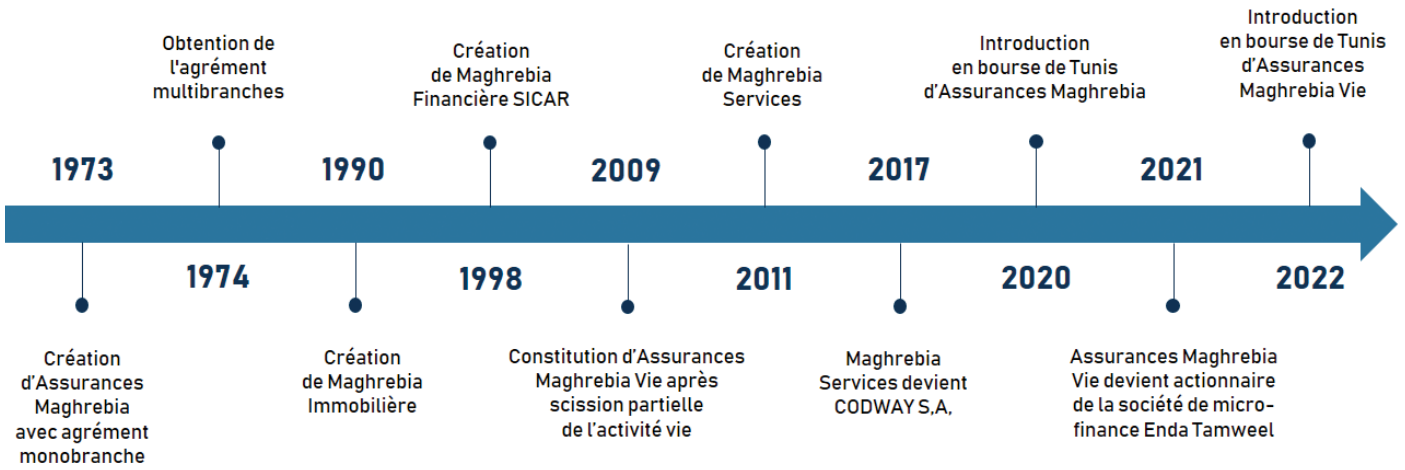 Obtention de
l'agrément
multibranches
Création
de Maghrebia
Financière SICAR
Création
de Maghrebia
Services
Introduction
en bourse de Tunis
d’Assurances Maghrebia
Introduction
en bourse de Tunis
d’Assurances
Maghrebia Vie
1973
1990
2009
2017
2021
1974
1998
2011
2020
2022
Création
d’Assurances
Maghrebia
avec agrément
monobranche
Création
de Maghrebia
Immobilière
Constitution d’Assurances
Maghrebia Vie après
scission partielle
de l’activité vie
Maghrebia
Services devient
CODWAY S,A,
Assurances Maghrebia
Vie devient actionnaire
de la société de micro-
finance Enda Tamweel